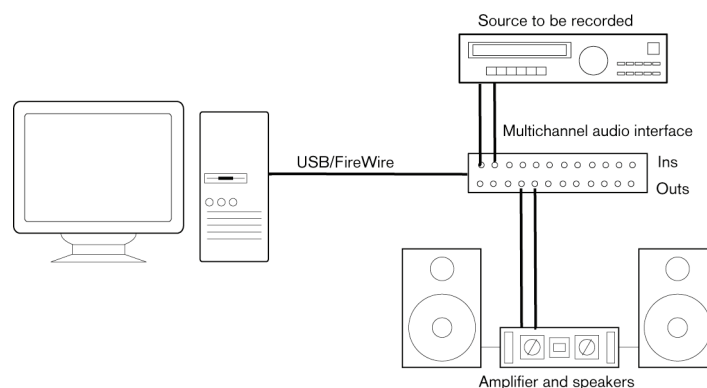 Source to be recorded
Multichannel audio interface
USB/FireWire
Ins
Outs
Amplifier and speakers